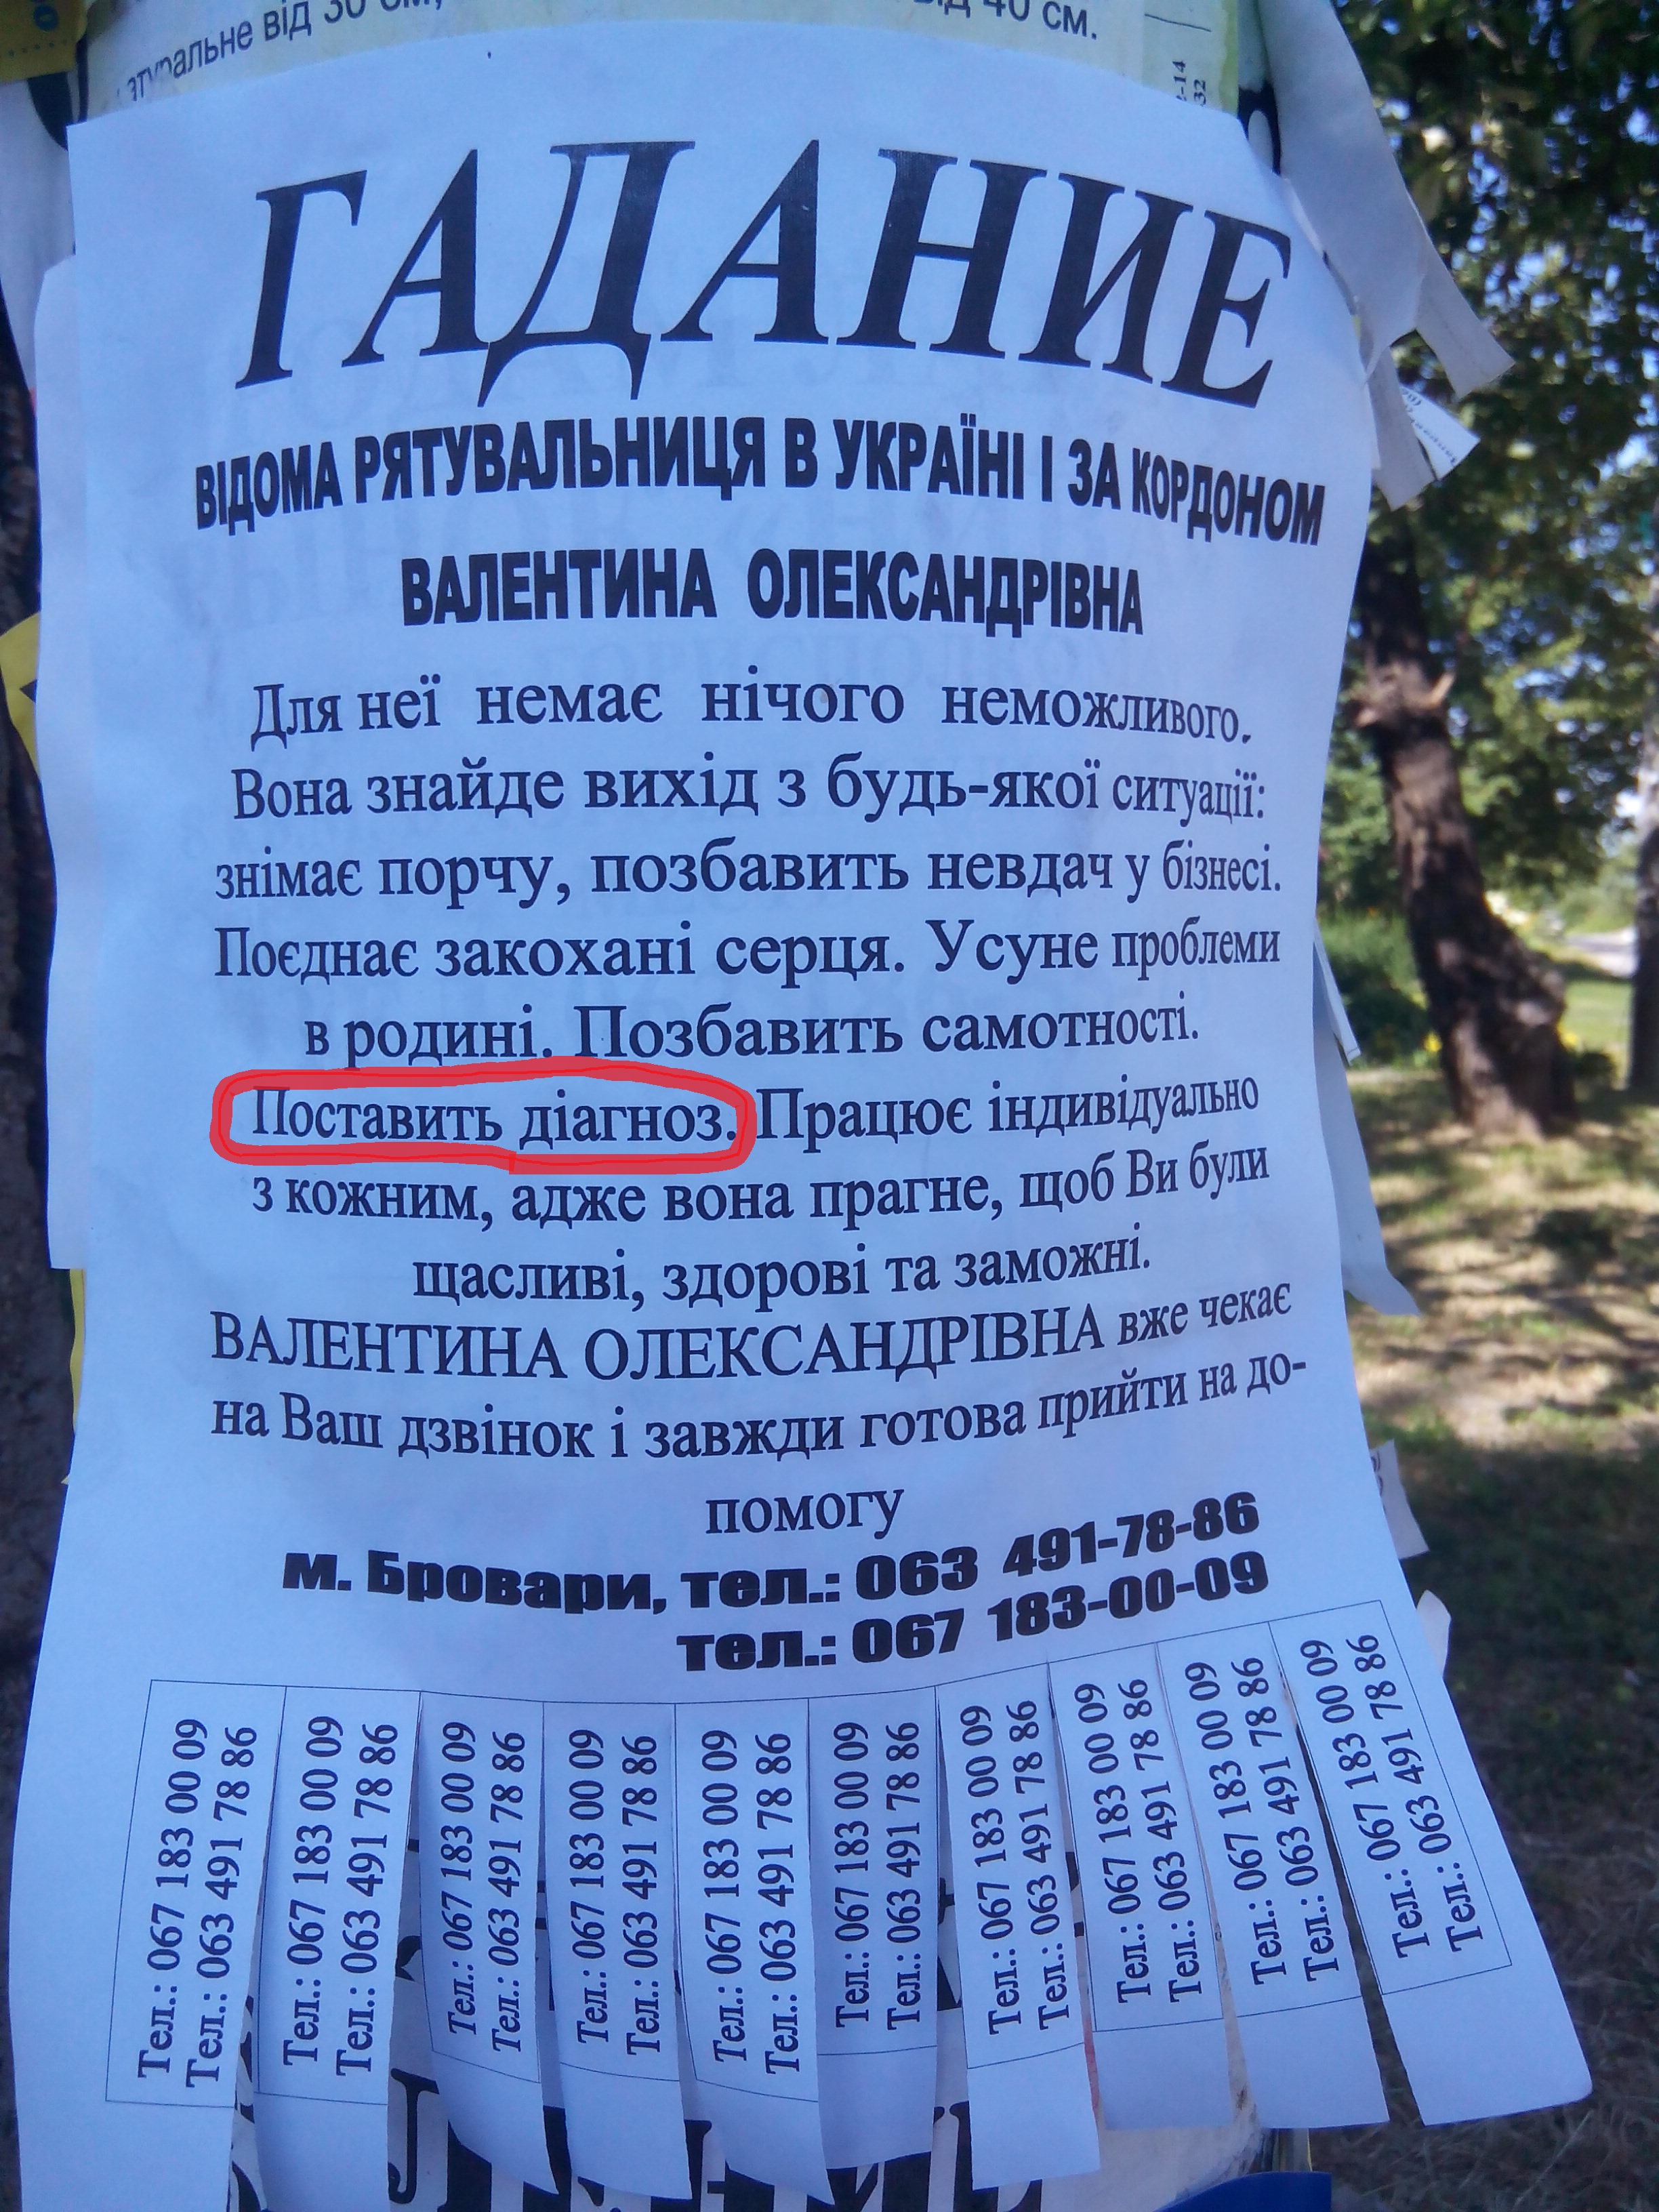 натуральне від 30 см,
від 40 см.
ГАДАНИЕ
ВІДОМА РЯТУВАЛЬНИЦЯ В УКРАЇНІ І ЗА КОРДОНОМ
ВАЛЕНТИНА ОЛЕКСАНДРІВНА
Для неї немає нічого неможливого.
Вона знайде вихід з будь-якої ситуації:
знімає порчу, позбавить невдач у бізнесі.
Поєднає закохані серця. Усуне проблеми
в родині. Позбавить самотності.
Поставить діагноз. Працює індивідуально
з кожним, адже вона прагне, щоб Ви були
щасливі, здорові та заможні.
ВАЛЕНТИНА ОЛЕКСАНДРІВНА вже чекає
на Ваш дзвінок і завжди готова прийти на до-
помогу
м. Бровари, тел.: 063 491-78-86
тел.: 067 183-00-09
Тел.: 067 183 00 09
Тел.: 063 491 78 86
Тел.: 067 183 00 09
Тел.: 063 491 78 86
Тел.: 067 183 00 09
Тел.: 063 491 78 86
Тел.: 067 183 00 09
Тел.: 063 491 78 86
Тел.: 067 183 00 09
Тел.: 063 491 78 86
Тел.: 067 183 00 09
Тел.: 063 491 78 86
Тел.: 067 183 00 09
Тел.: 063 491 78 86
Тел.: 067 183 00 09
Тел.: 063 491 78 86
Тел.: 067 183 00 09
Тел.: 063 491 78 86
Тел.: 067 183 00 09
Тел.: 063 491 78 86